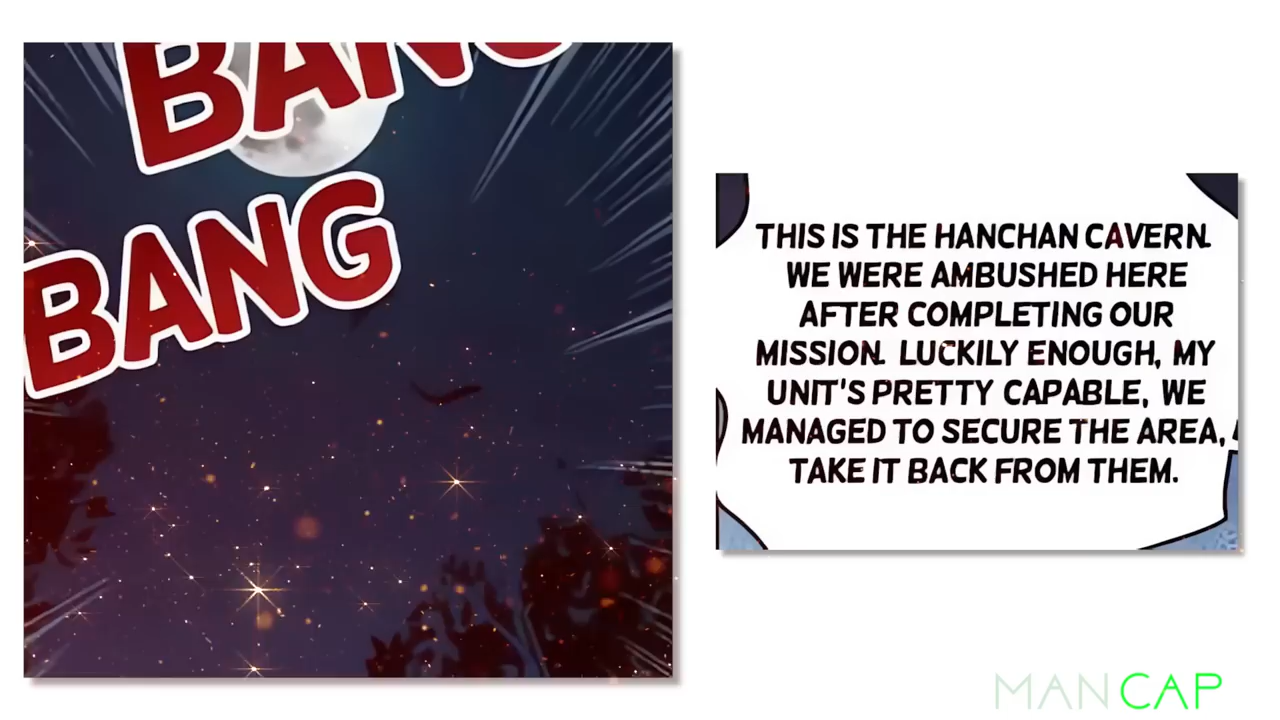 BANG
BANG
THIS IS THE HANCHAN CAVERN.
WE WERE AMBUSHED HERE
AFTER COMPLETING OUR
MISSION. LUCKILY ENOUGH, MY
UNIT'S PRETTY CAPABLE, WE
MANAGED TO SECURE THE AREA,
TAKE IT BACK FROM THEM.
MANCAP